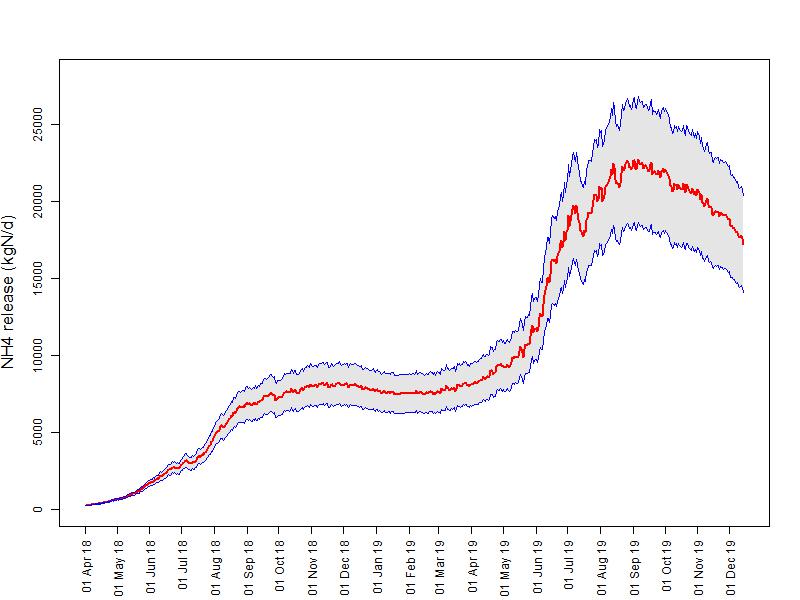 NH4 release (kgN/d)
25000
20000
15000
10000
5000
0
01 Apr 18
01 May 18
01 Jun 18
01 Jul 18
01 Aug 18
01 Sep 18
01 Oct 18
01 Nov 18
01 Dec 18
01 Jan 19
01 Feb 19
01 Mar 19
01 Apr 19
01 May 19
01 Jun 19
01 Jul 19
01 Aug 19
01 Sep 19
01 Oct 19
01 Nov 19
01 Dec 19